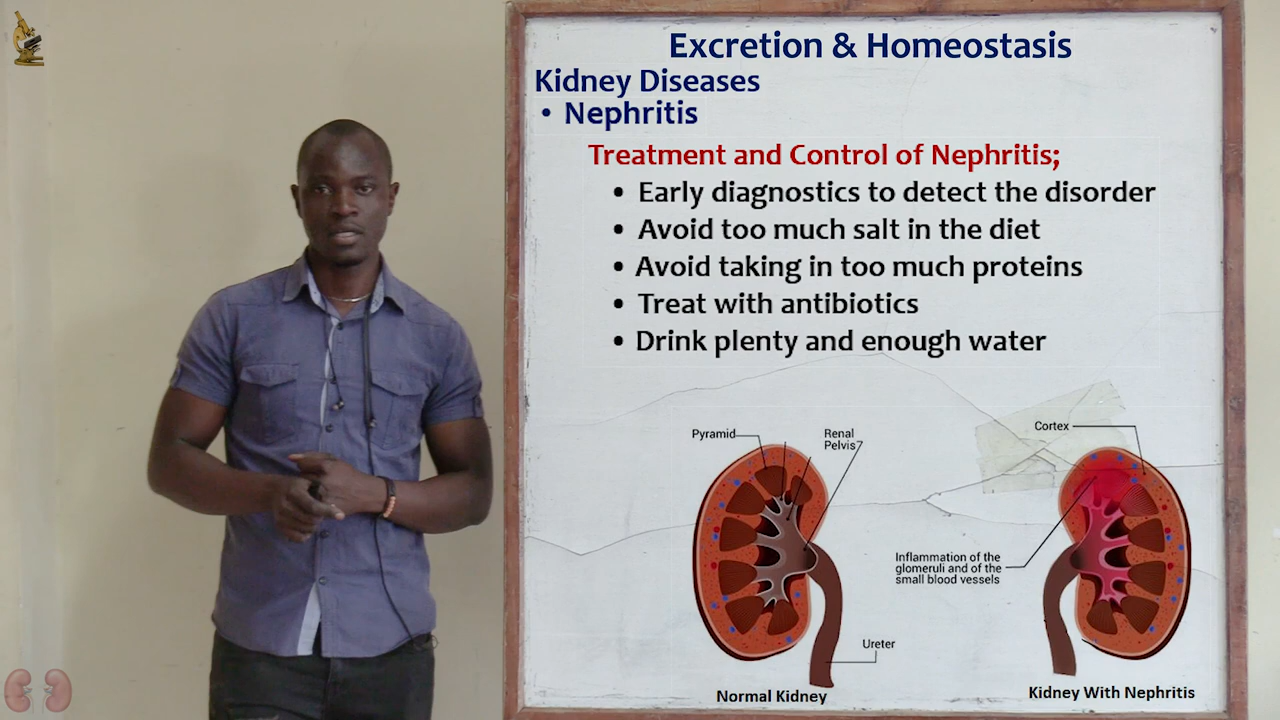 Excretion & Homeostasis
Kidney Diseases
• Nephritis
Treatment and Control of Nephritis;
• Early diagnostics to detect the disorder
• Avoid too much salt in the diet
• Avoid taking in too much proteins
• Treat with antibiotics
• Drink plenty and enough water
Pyramid
Renal
Pelvis
Cortex
Inflammation of the
glomeruli and of the
small blood vessels
Ureter
Normal Kidney
Kidney With Nephritis